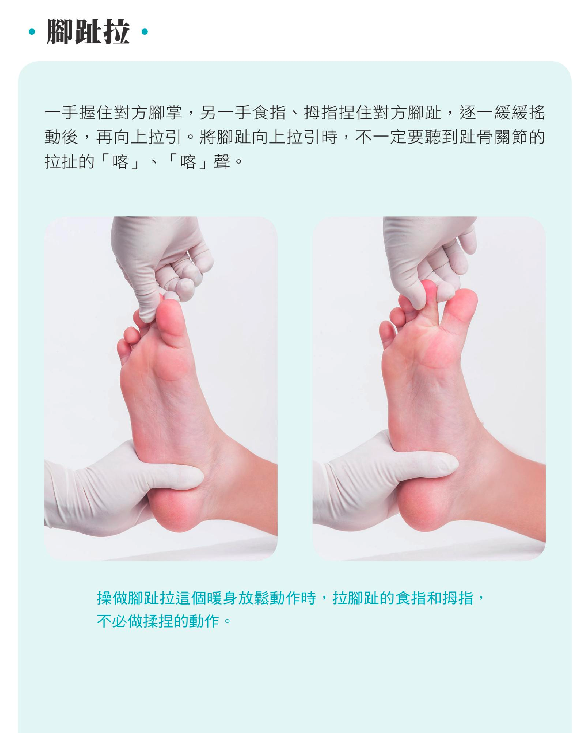 •腳趾拉•
一手握住對方腳掌，另一手食指、拇指捏住對方腳趾，逐一緩緩搖
動後，再向上拉引。將腳趾向上拉引時，不一定要聽到趾骨關節的
拉扯的「喀」、「喀」聲。
操做腳趾拉這個暖身放鬆動作時，拉腳趾的食指和拇指，
不必做揉捏的動作。